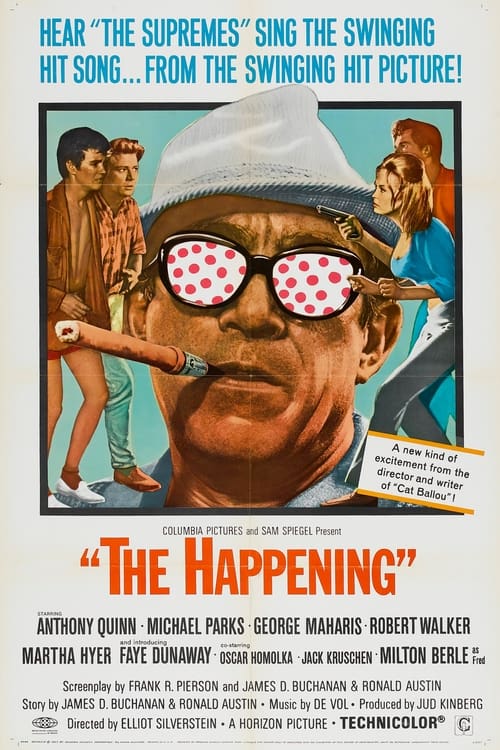 HEAR "THE SUPREMES" SING THE SWINGING
HIT SONG...FROM THE SWINGING HIT PICTURE!
A new kind of
excitement from the
director and writer
of "Cat Ballou"!
COLUMBIA PICTURES AND SAM SPIEGEL Present
"THE HAPPENING"
STARRING
ANTHONY QUINN · MICHAEL PARKS · GEORGE MAHARIS · ROBERT WALKER
MARTHA HYER and introducing FAYE DUNAWAY · co-starring OSCAR HOMOLKA · JACK KRUSCHEN · MILTON BERLE as Fred
Screenplay by FRANK R. PIERSON and JAMES D. BUCHANAN & RONALD AUSTIN
Story by JAMES D. BUCHANAN & RONALD AUSTIN · Music by DE VOL · Produced by JUD KINBERG
Directed by ELLIOT SILVERSTEIN · A HORIZON PICTURE · TECHNICOLOR®